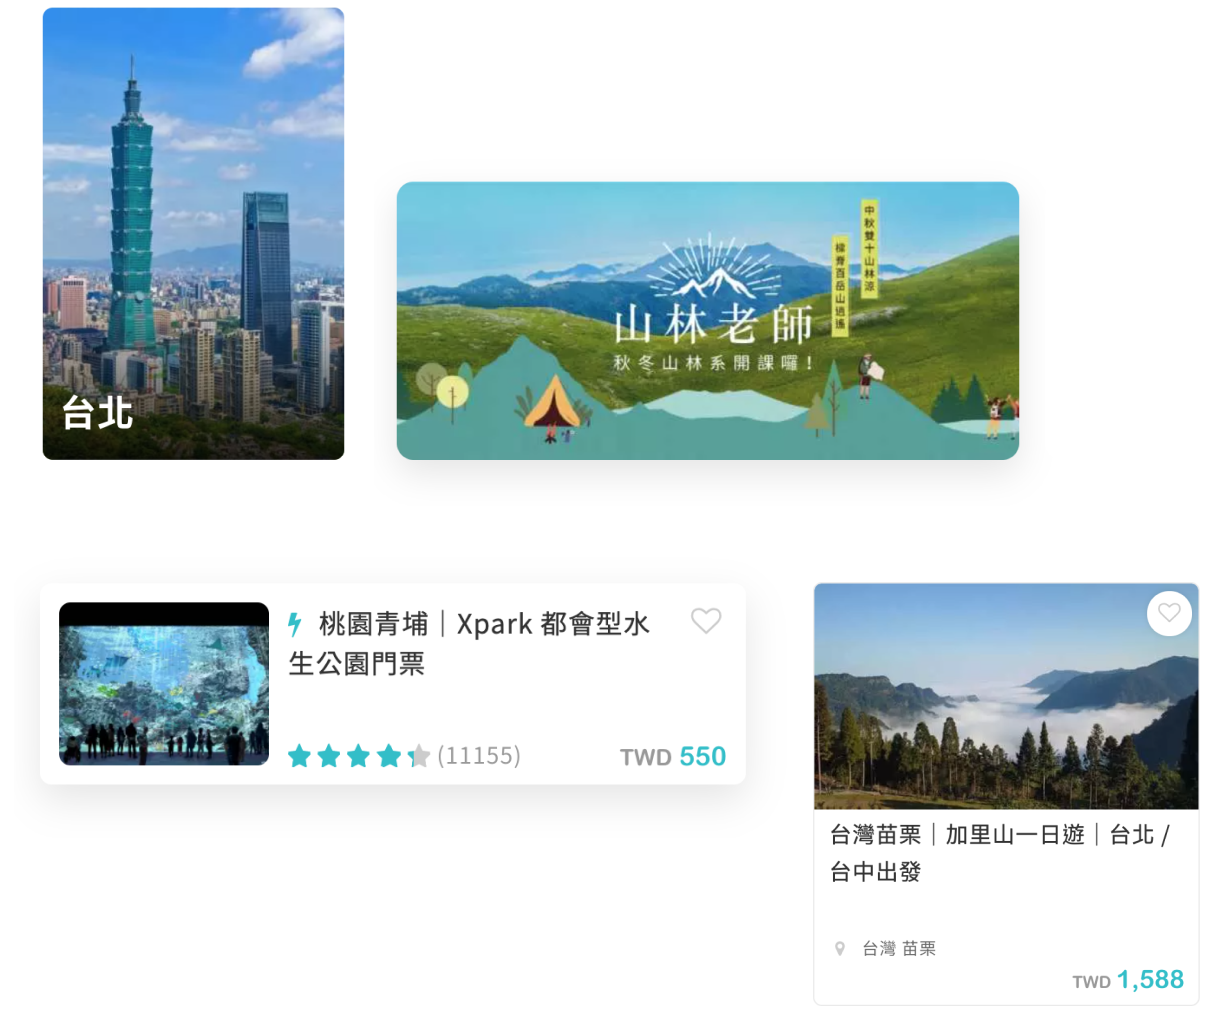 台北
中秋雙十山林涼
橫脊百岳山逍遙
山林老師
秋冬山林系開課囉！
桃園青埔｜Xpark 都會型水
生公園門票
(11155)
TWD 550
台灣苗栗｜加里山一日遊｜台北 /
台中出發
台灣 苗栗
TWD 1,588